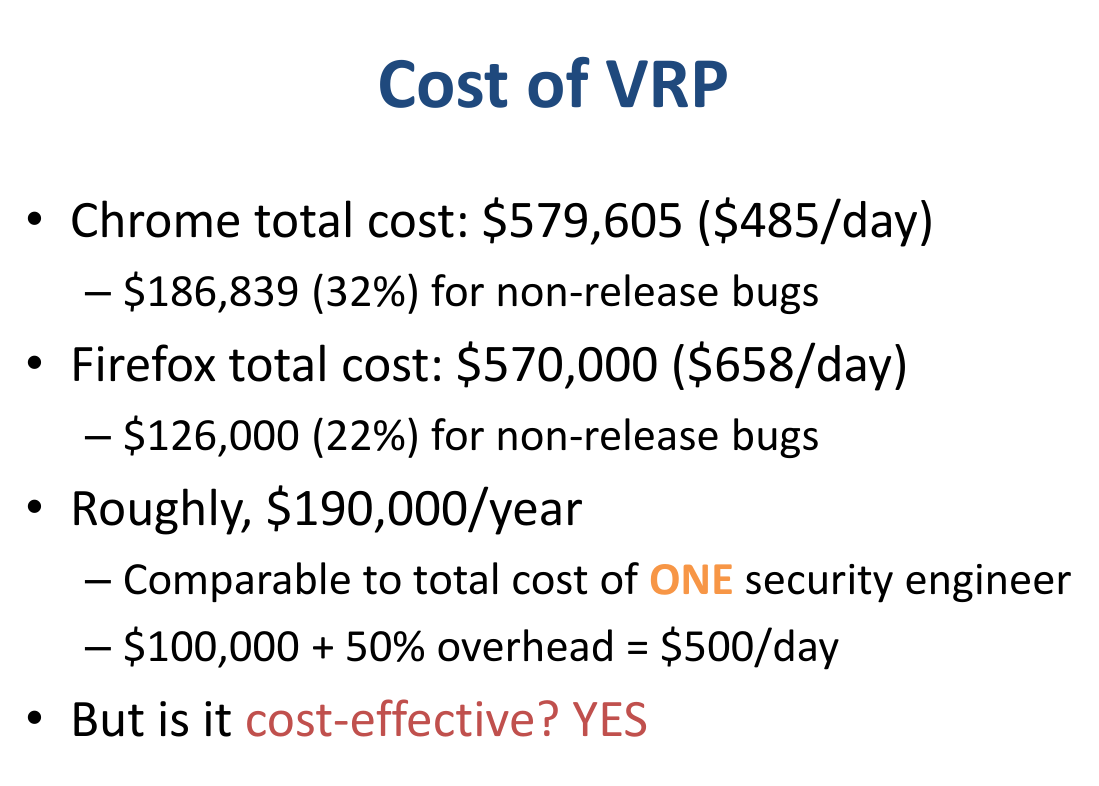 Cost of VRP
• Chrome total cost: $579,605 ($485/day)
– $186,839 (32%) for non-release bugs
• Firefox total cost: $570,000 ($658/day)
– $126,000 (22%) for non-release bugs
• Roughly, $190,000/year
– Comparable to total cost of ONE security engineer
– $100,000 + 50% overhead = $500/day
• But is it cost-effective? YES